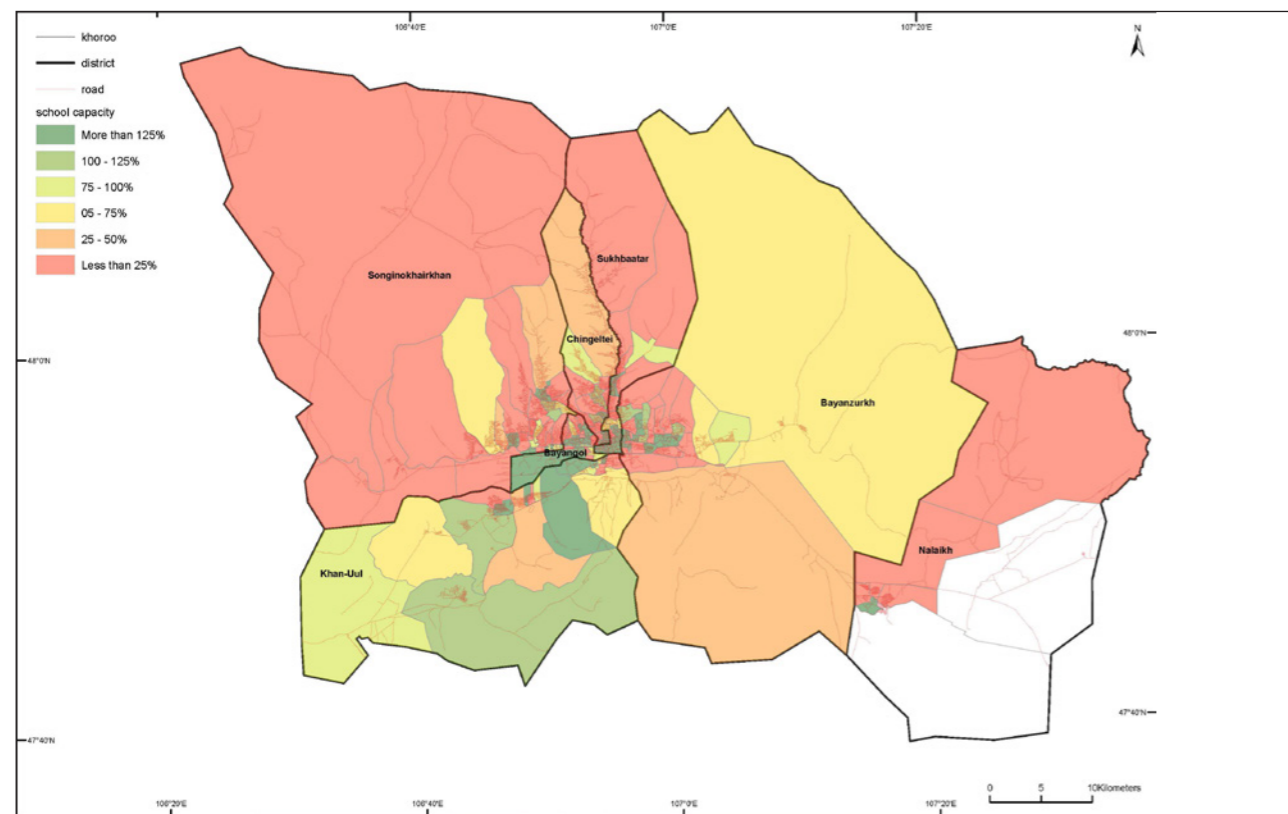 106°40'E 107°0'E 107°20'E
N
khoroo
district
road
school capacity
More than 125%
100 - 125%
75 - 100%
05 - 75%
25 - 50%
Less than 25%
Songinokhairkhan
Sukhbaatar
Chingeltei
Bayanzurkh
Bayangol
Nalaikh
Khan-Uul
48°0'N
48°0'N
47°40'N
47°40'N
0 5 10Kilometers
106°20'E 106°40'E 107°0'E 107°20'E